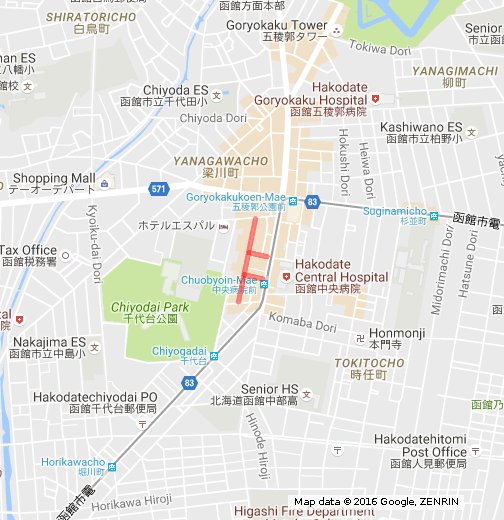 SHIRATORICHO
白鳥町
函館方面本部
Goryokaku Tower
五稜郭タワー
Tokiwa Dori
man ES
五八幡小
函館校
Chiyoda ES
函館市立千代田小
Hakodate
Goryokaku Hospital
函館五稜郭病院
YANAGIMACHI
柳町
Chiyoda Dori
Kashiwano ES
函館市立柏野小
YANAGAWACHO
梁川町
Hokushi Dori
Heiwa Dori
Shopping Mall
テーオーデパート
571
Goryokakukoen-Mae
五稜郭公園前
83
Suginamicho
杉並町
函館市電
Kyoiku-dai Dori
ホテルエスパル
Tax Office
函館税務署
Midorimachi Dori
Hatsune Dori
Hakodate
Central Hospital
函館中央病院
Chuobyoin-Mae
中央病院前
Chiyodai Park
千代台公園
Komaba Dori
Honmonji
本門寺
Nakajima ES
函館市立中島小
Chiyogadai
千代台
TOKITOCHO
時任町
83
Hakodatechiyodai PO
函館千代台郵便局
Senior HS
北海道函館中部高
函館乃
Hinode Hiroji
Hakodatehitomi
Post Office
函館人見郵便局
Horikawacho
堀川町
函館市電
Horikawa Hiroji
Map data © 2016 Google, ZENRIN
Higashi Fire Department